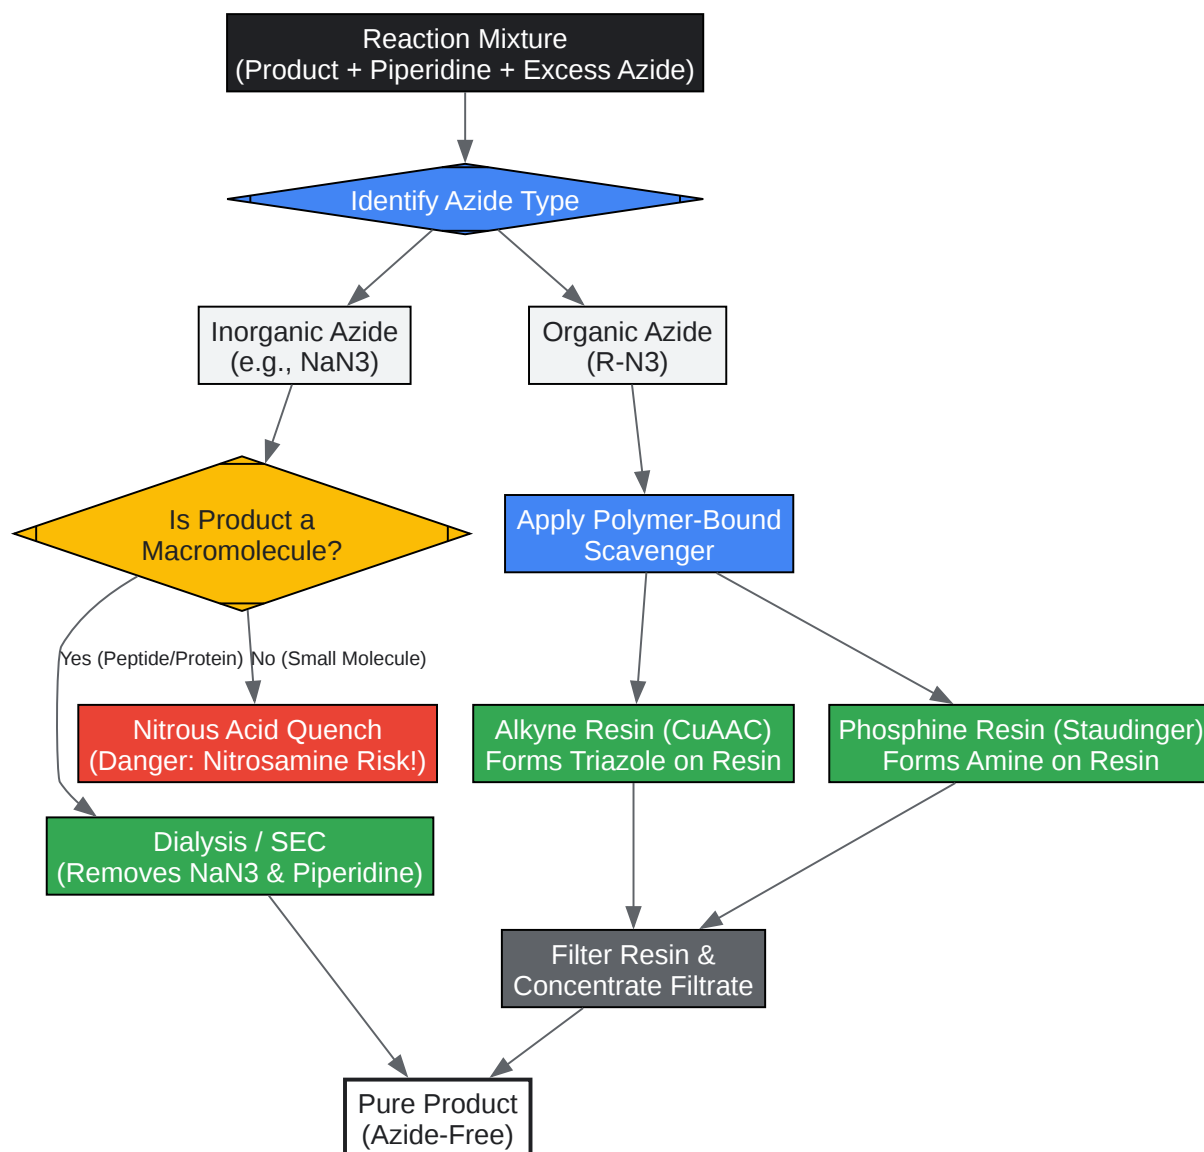 Reaction Mixture
(Product + Piperidine + Excess Azide)
Identify Azide Type
Inorganic Azide
(e.g., NaN3)
Organic Azide
(R-N3)
Is Product a
Macromolecule?
Apply Polymer-Bound
Scavenger
Yes (Peptide/Protein)
No (Small Molecule)
Nitrous Acid Quench
(Danger: Nitrosamine Risk!)
Alkyne Resin (CuAAC)
Forms Triazole on Resin
Phosphine Resin (Staudinger)
Forms Amine on Resin
Dialysis / SEC
(Removes NaN3 & Piperidine)
Filter Resin &
Concentrate Filtrate
Pure Product
(Azide-Free)